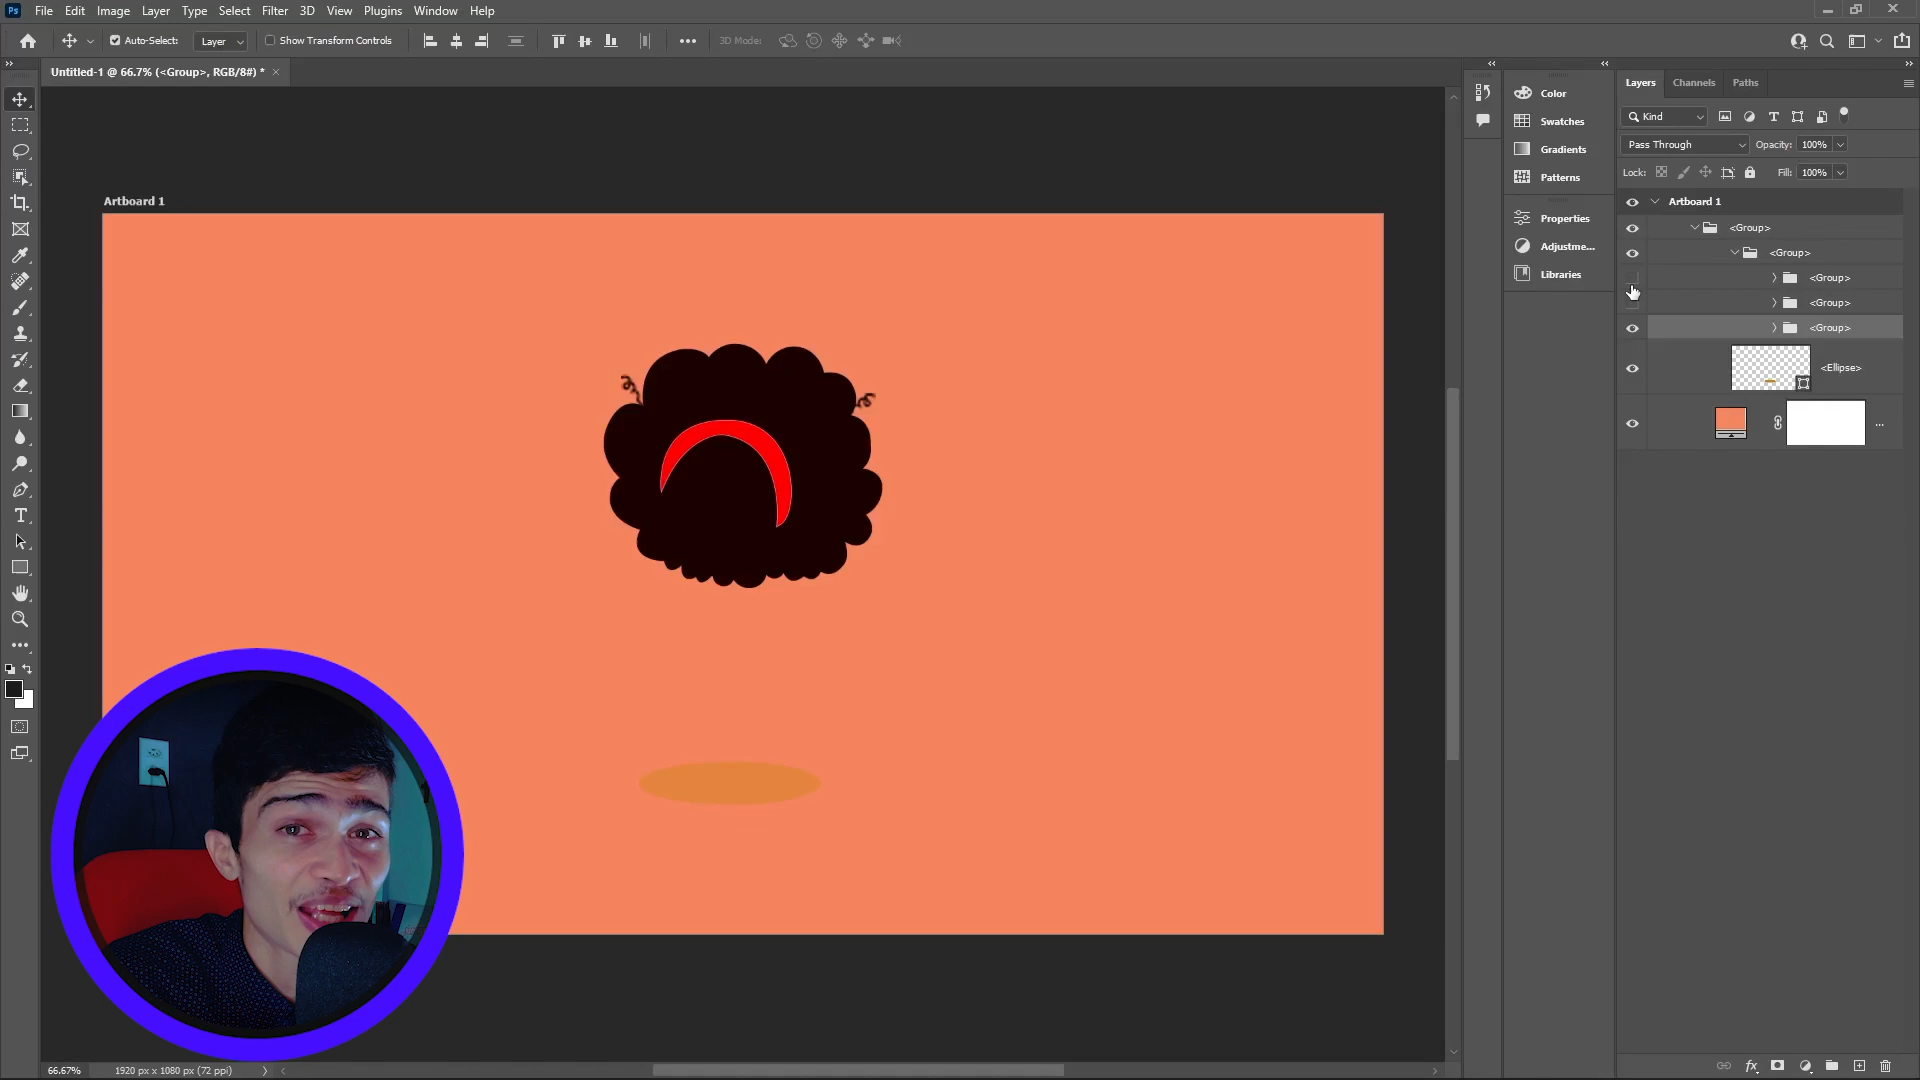 Ps File Edit Image Layer Type Select Filter 3D View Plugins Window Help
Auto-Select: Layer Show Transform Controls 3D Mode:
Untitled-1 @ 66.7% (<Group>, RGB/8#) *
Artboard 1
Color
Swatches
Gradients
Patterns
Properties
Adjustme...
Libraries
Layers Channels Paths
Kind
Pass Through Opacity: 100%
Lock: Fill: 100%
Artboard 1
<Group>
<Group>
<Group>
<Group>
<Group>
<Ellipse>
...
66.67% 1920 px x 1080 px (72 ppi)